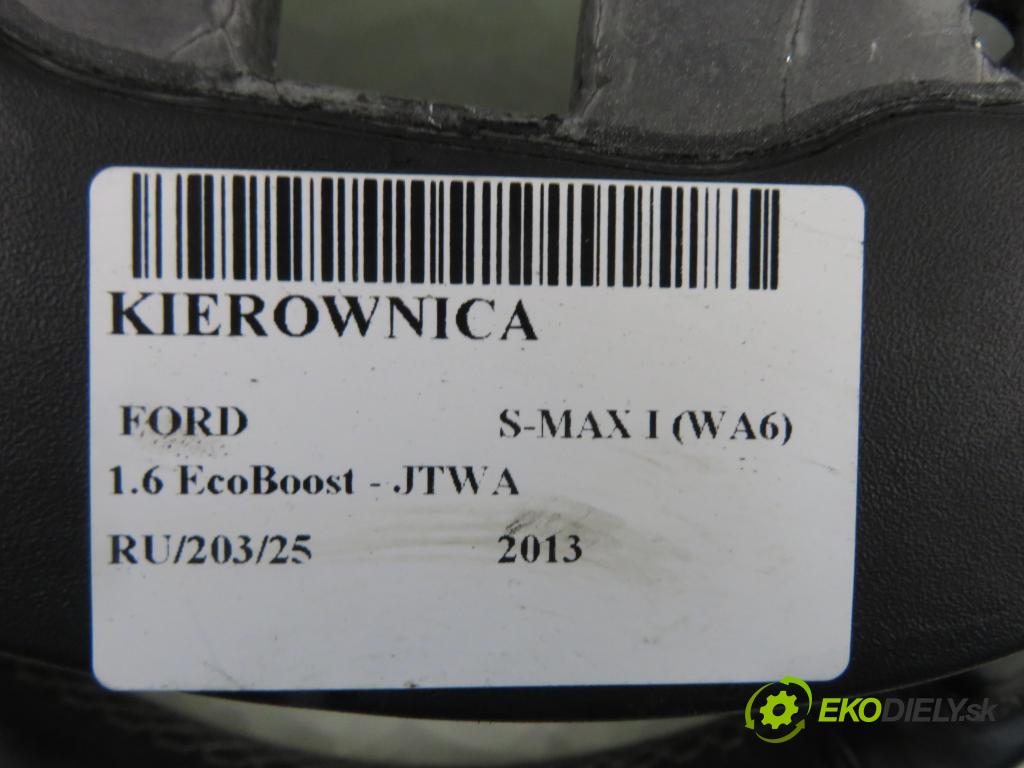 KIEROWNICA
FORD S-MAX I (WA6)
1.6 EcoBoost - JTWA
RU/203/25 2013
EKODIELY.sk